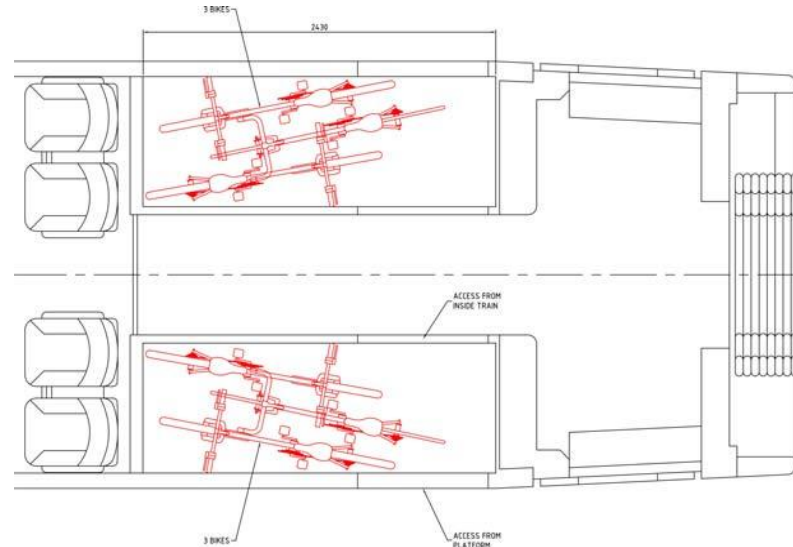 3 BIKES
2430
ACCESS FROM
INSIDE TRAIN
3 BIKES
ACCESS FROM
PLATFORM